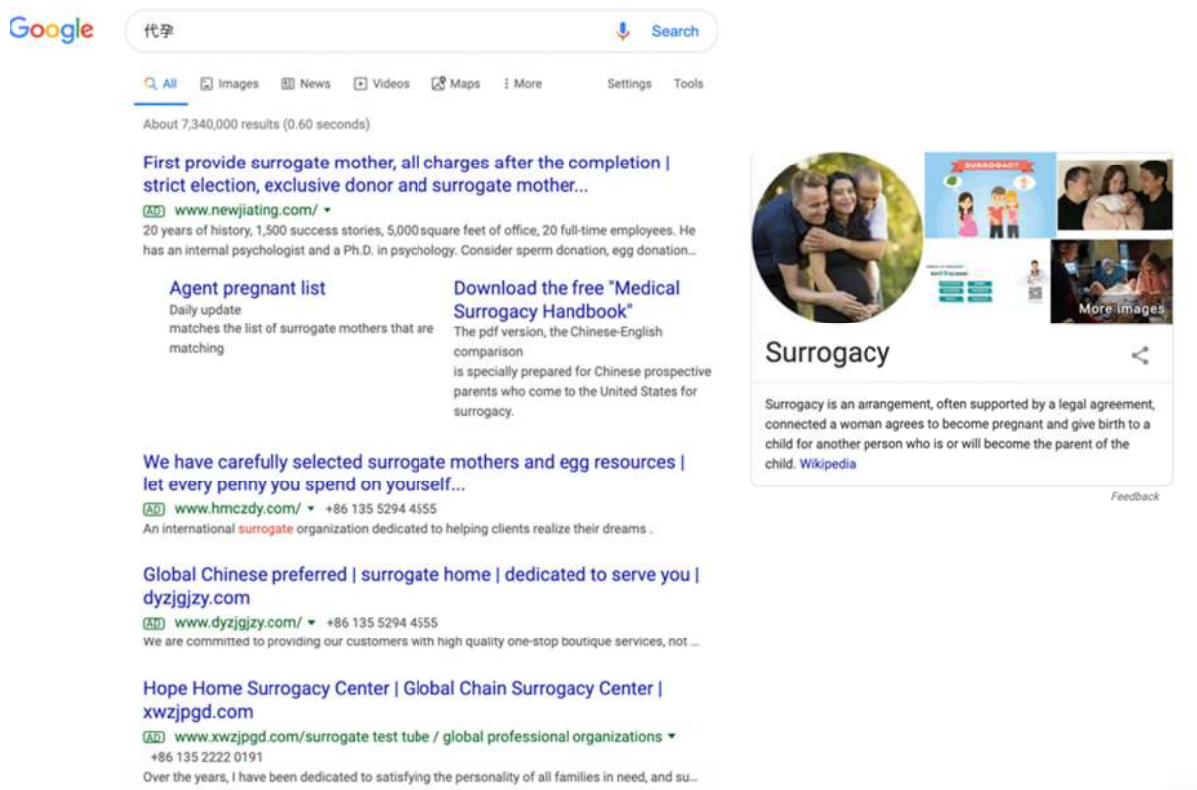 Google
代孕
Search
All
Images
News
Videos
Maps
More
Settings
Tools
About 7,340,000 results (0.60 seconds)
First provide surrogate mother, all charges after the completion |
strict election, exclusive donor and surrogate mother...
AD www.newjiating.com/
20 years of history, 1,500 success stories, 5,000 square feet of office, 20 full-time employees. He
has an internal psychologist and a Ph.D. in psychology. Consider sperm donation, egg donation...
Agent pregnant list
Daily update
matches the list of surrogate mothers that are
matching
Download the free "Medical
Surrogacy Handbook"
The pdf version, the Chinese-English
comparison
is specially prepared for Chinese prospective
parents who come to the United States for
surrogacy.
We have carefully selected surrogate mothers and egg resources |
let every penny you spend on yourself...
AD www.hmczdy.com/ +86 135 5294 4555
An international surrogate organization dedicated to helping clients realize their dreams .
Global Chinese preferred | surrogate home | dedicated to serve you |
dyzjgjzy.com
AD www.dyzjgjzy.com/ +86 135 5294 4555
We are committed to providing our customers with high quality one-stop boutique services, not ...
Hope Home Surrogacy Center | Global Chain Surrogacy Center |
xwzjpgd.com
AD www.xwzjpgd.com/surrogate test tube / global professional organizations
+86 135 2222 0191
Over the years, I have been dedicated to satisfying the personality of all families in need, and su...
SURROGACY
More images
Surrogacy
Surrogacy is an arrangement, often supported by a legal agreement,
connected a woman agrees to become pregnant and give birth to a
child for another person who is or will become the parent of the
child. Wikipedia
Feedback